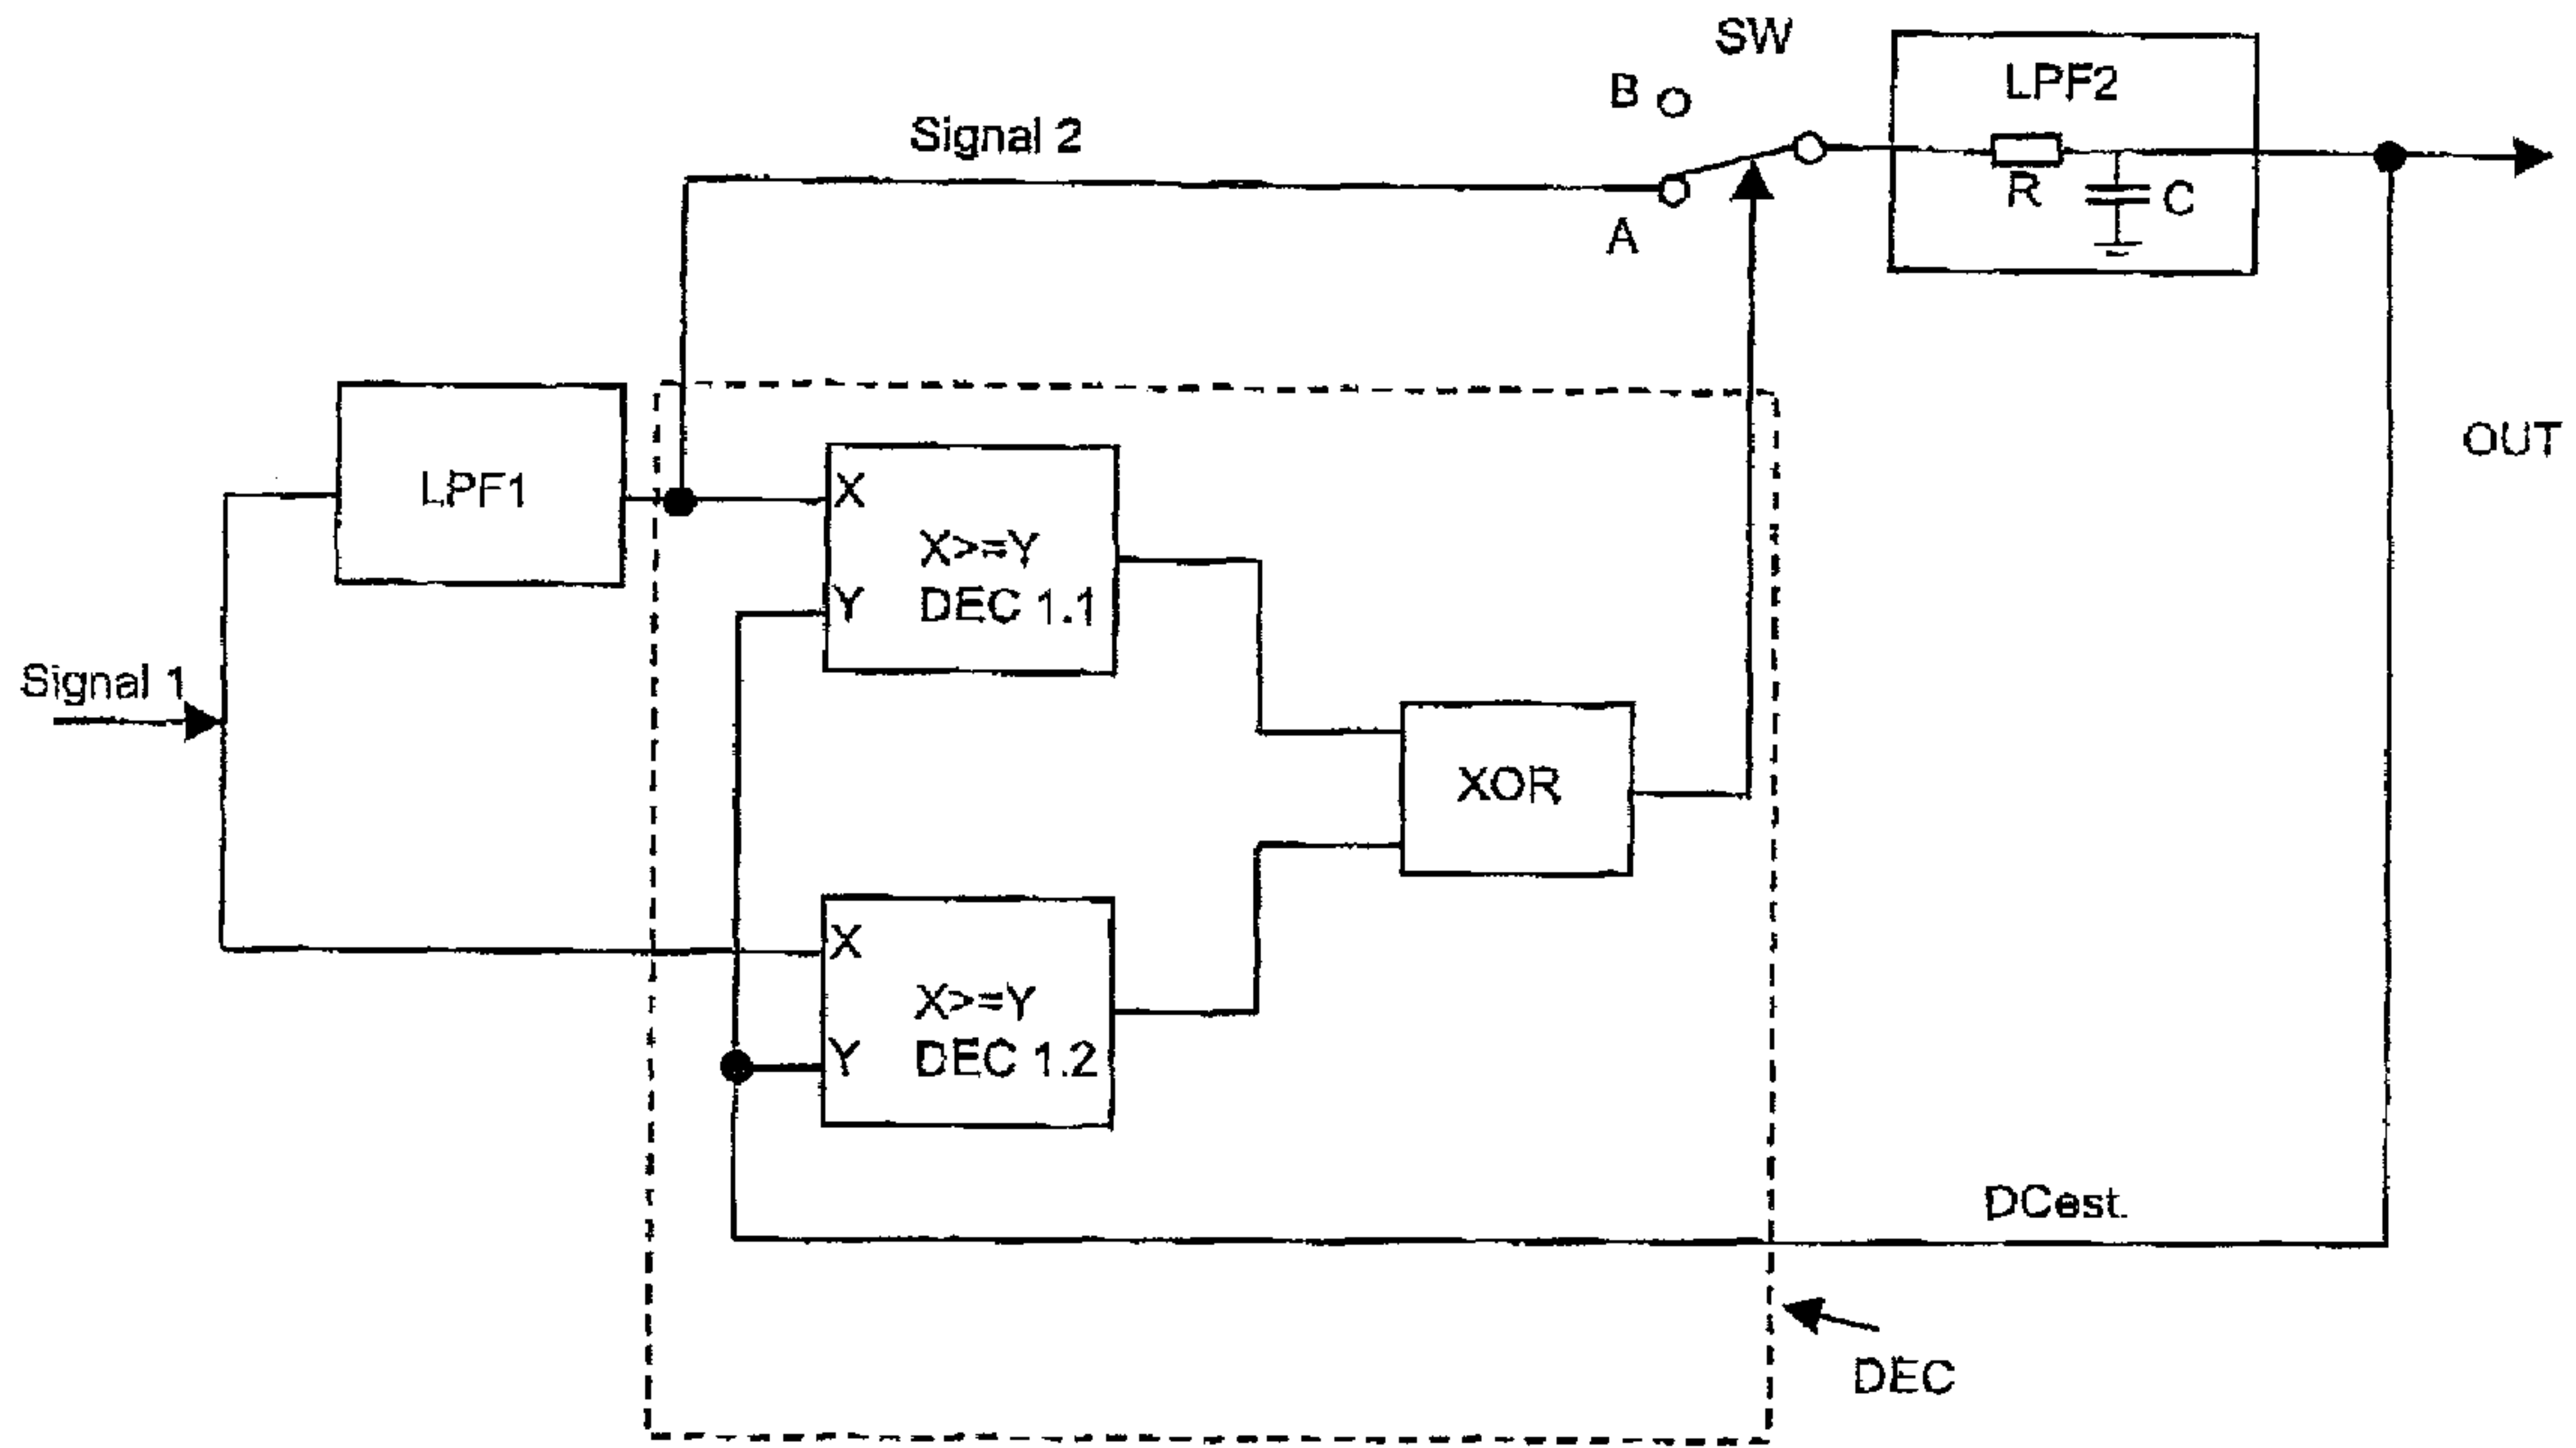 SW
B
LPF2
Signal 2
R
C
A
OUT
LPF1
X
X>=Y
Y
DEC 1.1
Signal 1
XOR
X
X>=Y
Y
DEC 1.2
DCest.
DEC